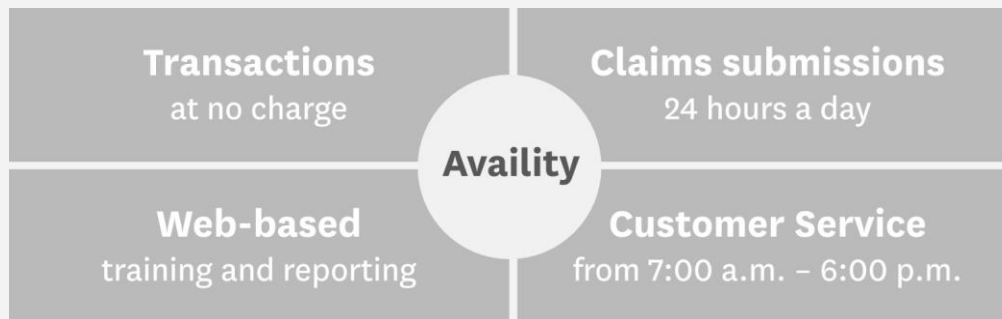 Transactions
at no charge
Claims submissions
24 hours a day
Availity
Web-based
training and reporting
Customer Service
from 7:00 a.m. – 6:00 p.m.